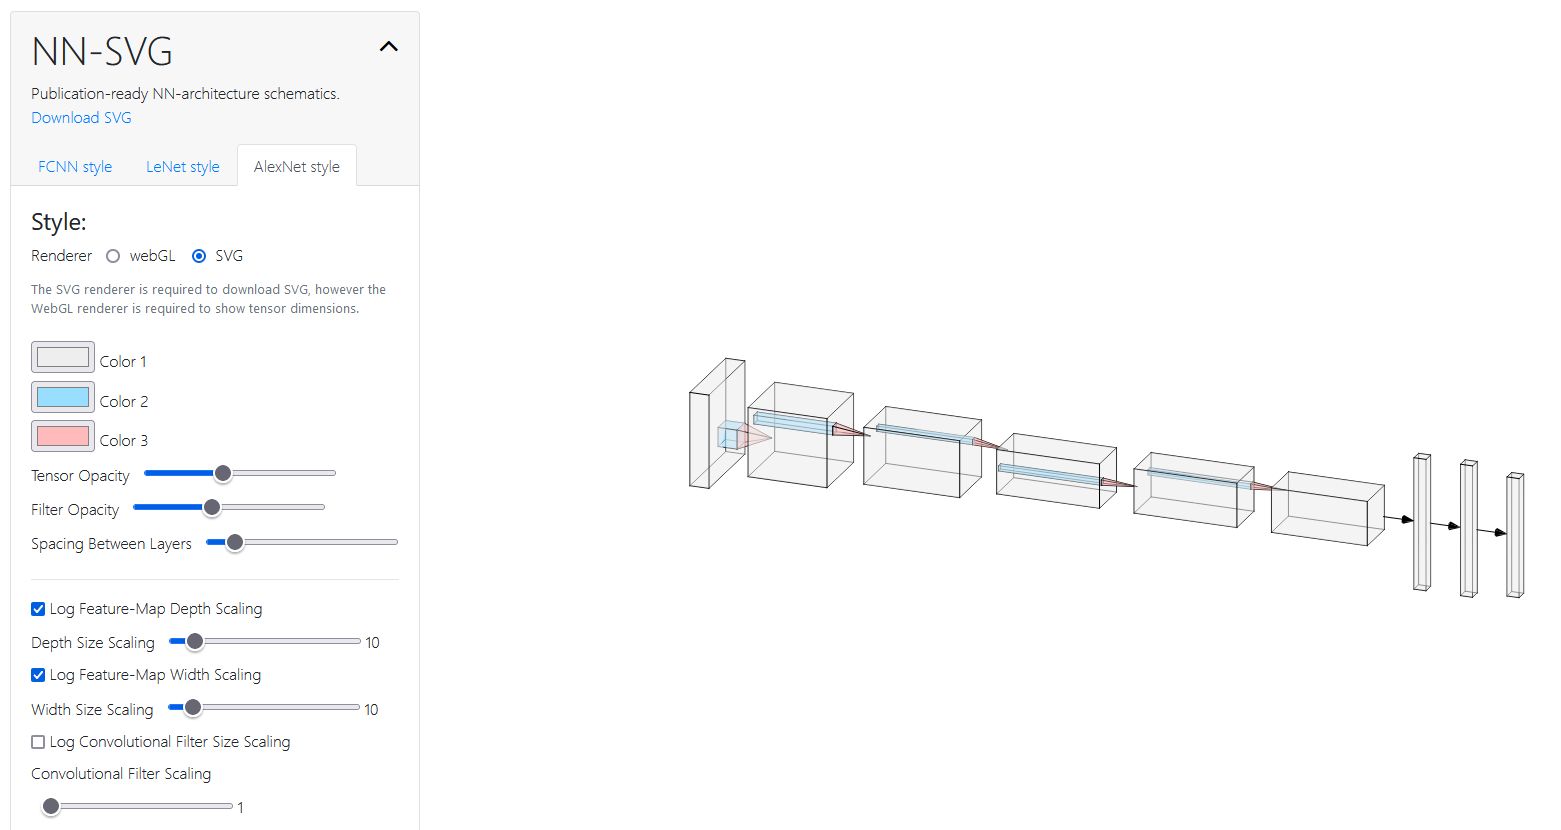 NN-SVG
Publication-ready NN-architecture schematics.
Download SVG
FCNN style LeNet style AlexNet style
Style:
Renderer webGL SVG
The SVG renderer is required to download SVG, however the
WebGL renderer is required to show tensor dimensions.
Color 1
Color 2
Color 3
Tensor Opacity
Filter Opacity
Spacing Between Layers
Log Feature-Map Depth Scaling
Depth Size Scaling 10
Log Feature-Map Width Scaling
Width Size Scaling 10
Log Convolutional Filter Size Scaling
Convolutional Filter Scaling
1